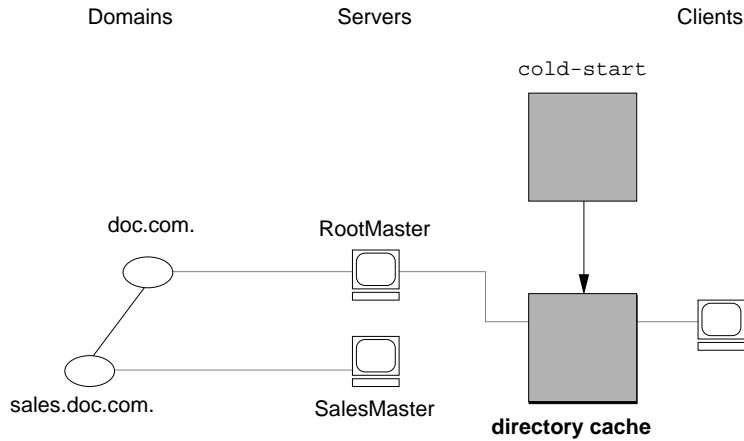 Domains
Servers
Clients
cold-start
doc.com.
RootMaster
sales.doc.com.
SalesMaster
directory cache